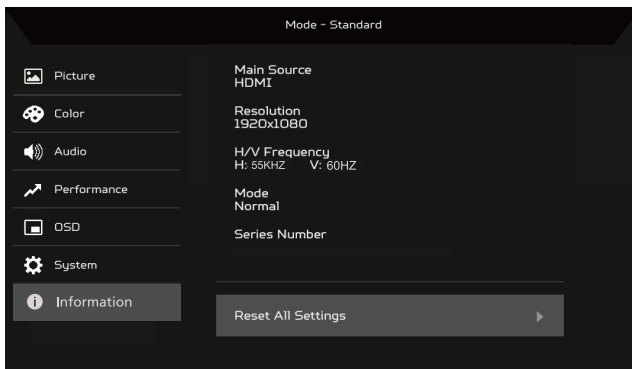 Mode - Standard
Picture
Color
Audio
Performance
OSD
System
Information
Main Source
HDMI
Resolution
1920x1080
H/V Frequency
H: 55KHZ V: 60HZ
Mode
Normal
Series Number
Reset All Settings